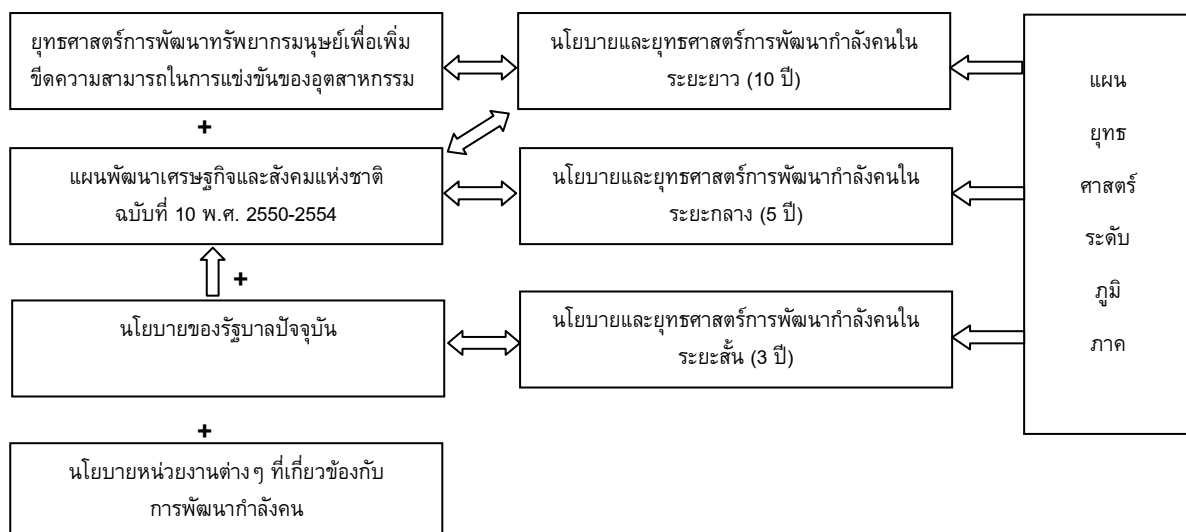 ยุทธศาสตร์การพัฒนาทรัพยากรมนุษย์เพื่อเพิ่ม
ขีดความสามารถในการแข่งขันของอุตสาหกรรม
+
แผนพัฒนาเศรษฐกิจและสังคมแห่งชาติ
ฉบับที่ 10 พ.ศ. 2550-2554
+
นโยบายของรัฐบาลปัจจุบัน
+
นโยบายหน่วยงานต่างๆ ที่เกี่ยวข้องกับ
การพัฒนากำลังคน
นโยบายและยุทธศาสตร์การพัฒนากำลังคนใน
ระยะยาว (10 ปี)
นโยบายและยุทธศาสตร์การพัฒนากำลังคนใน
ระยะกลาง (5 ปี)
นโยบายและยุทธศาสตร์การพัฒนากำลังคนใน
ระยะสั้น (3 ปี)
แผน
ยุทธ
ศาสตร์
ระดับ
ภูมิ
ภาค